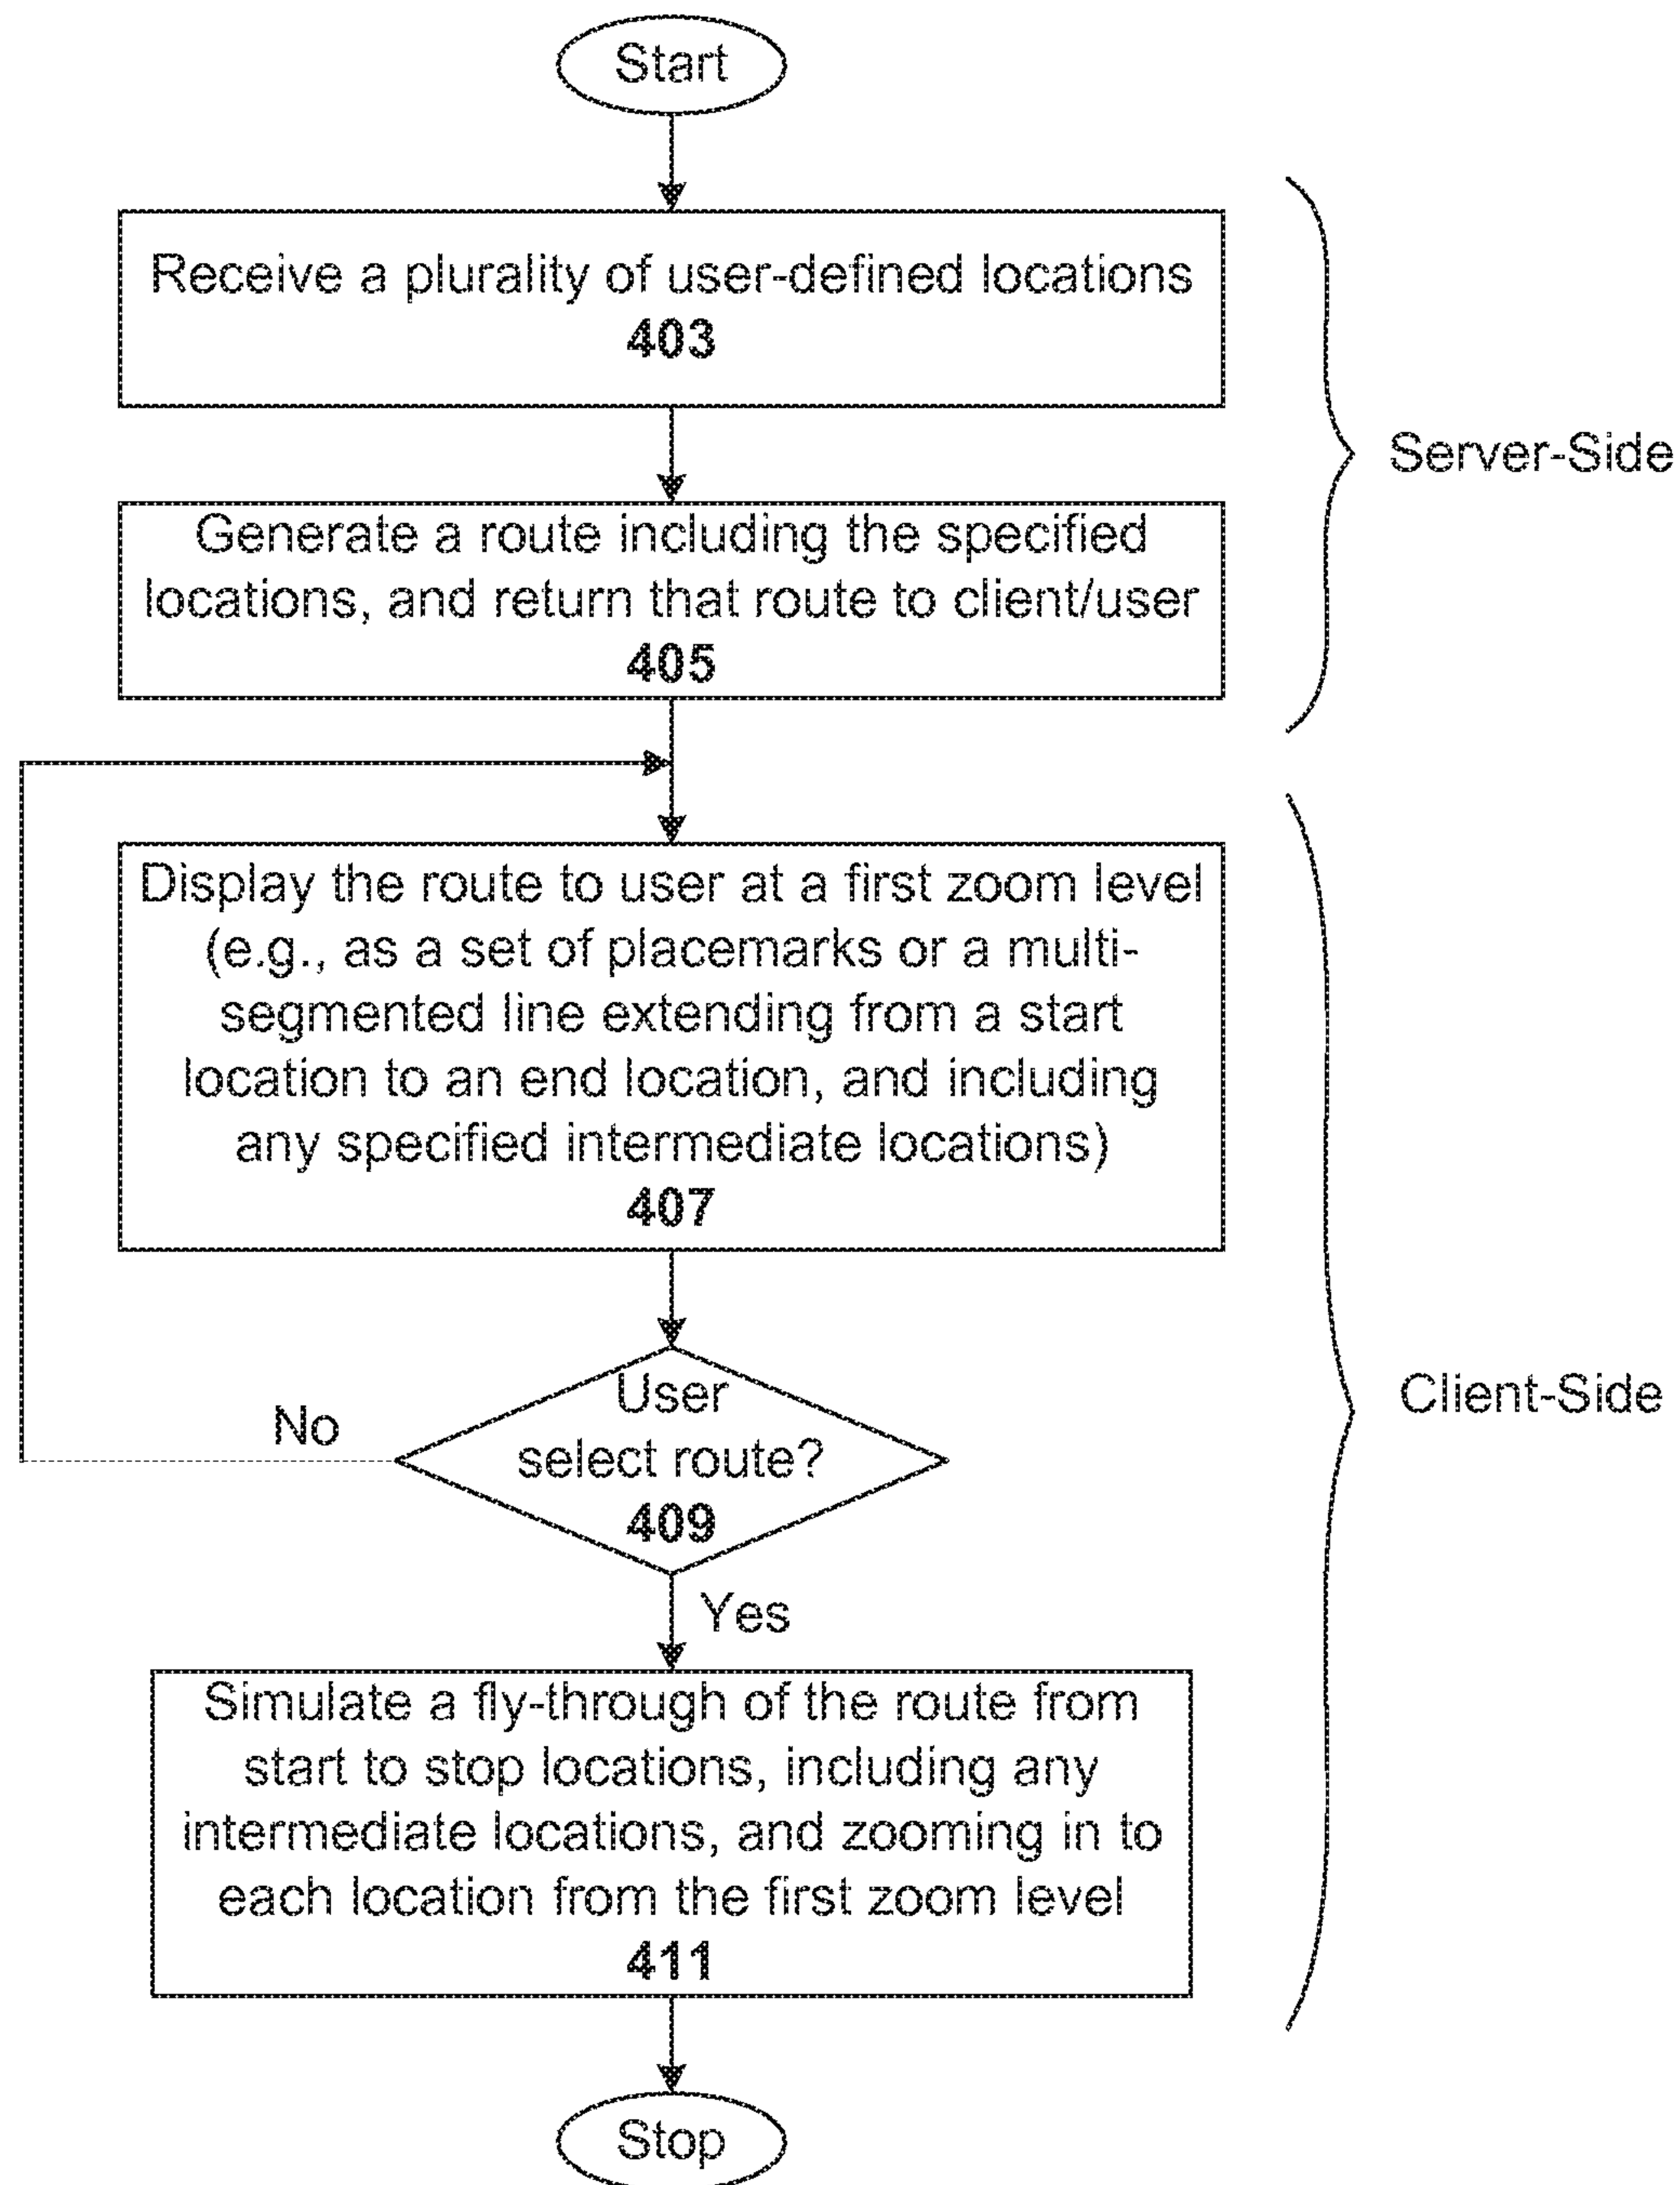 Start
Receive a plurality of user-defined locations
403
Server-Side
Generate a route including the specified
locations, and return that route to client/user
405
Display the route to user at a first zoom level
(e.g., as a set of placemarks or a multi-
segmented line extending from a start
location to an end location, and including
any specified intermediate locations)
407
Client-Side
User
select route?
409
No
Yes
Simulate a fly-through of the route from
start to stop locations, including any
intermediate locations, and zooming in to
each location from the first zoom level
411
Stop